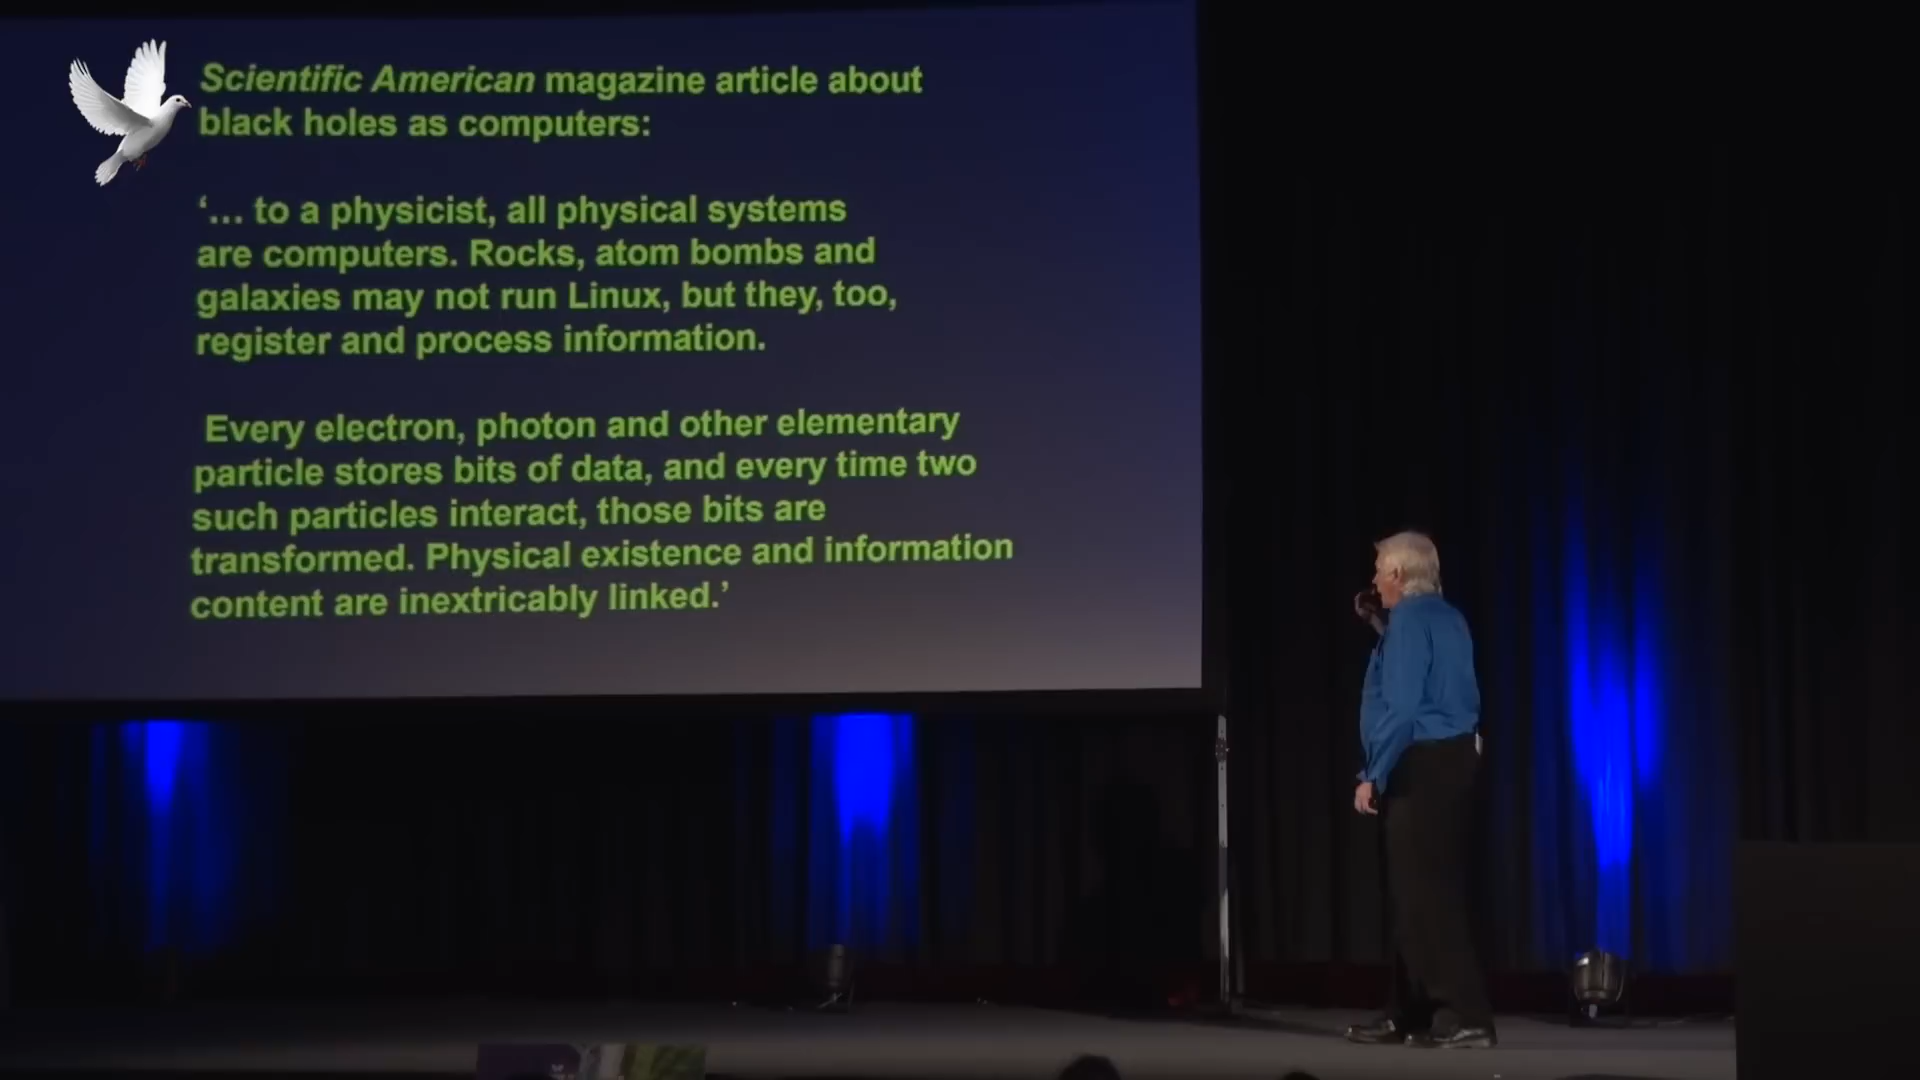 Scientific American magazine article about
black holes as computers:
‘... to a physicist, all physical systems
are computers. Rocks, atom bombs and
galaxies may not run Linux, but they, too,
register and process information.
Every electron, photon and other elementary
particle stores bits of data, and every time two
such particles interact, those bits are
transformed. Physical existence and information
content are inextricably linked.’